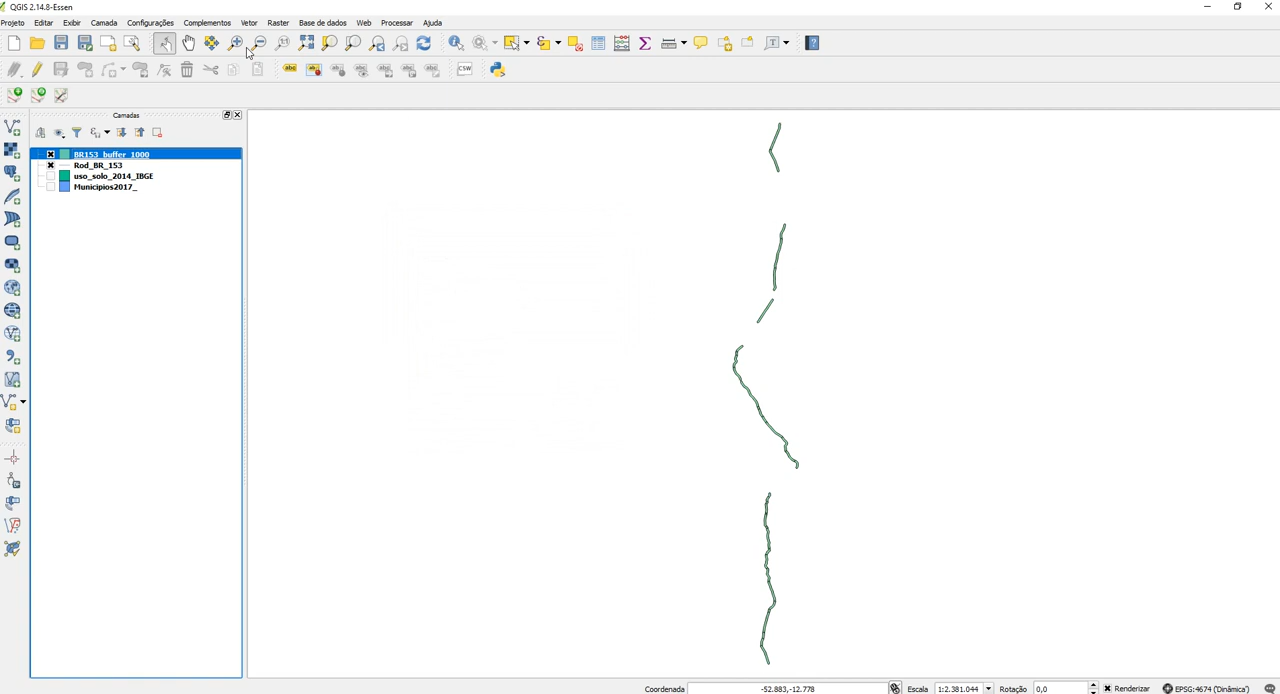 QGIS 2.14.8-Essen
Projeto Editar Exibir Camada Configurações Complementos Vetor Raster Base de dados Web Processar Ajuda
abc CSW
Camadas
BR153_buffer_1000
Rod_BR_153
uso_solo_2014_IBGE
Municipios2017_
Coordenada -52.883,-12.778 Escala 1:2.381.044 Rotação 0,0 Renderizar EPSG:4674 (Dinâmica)